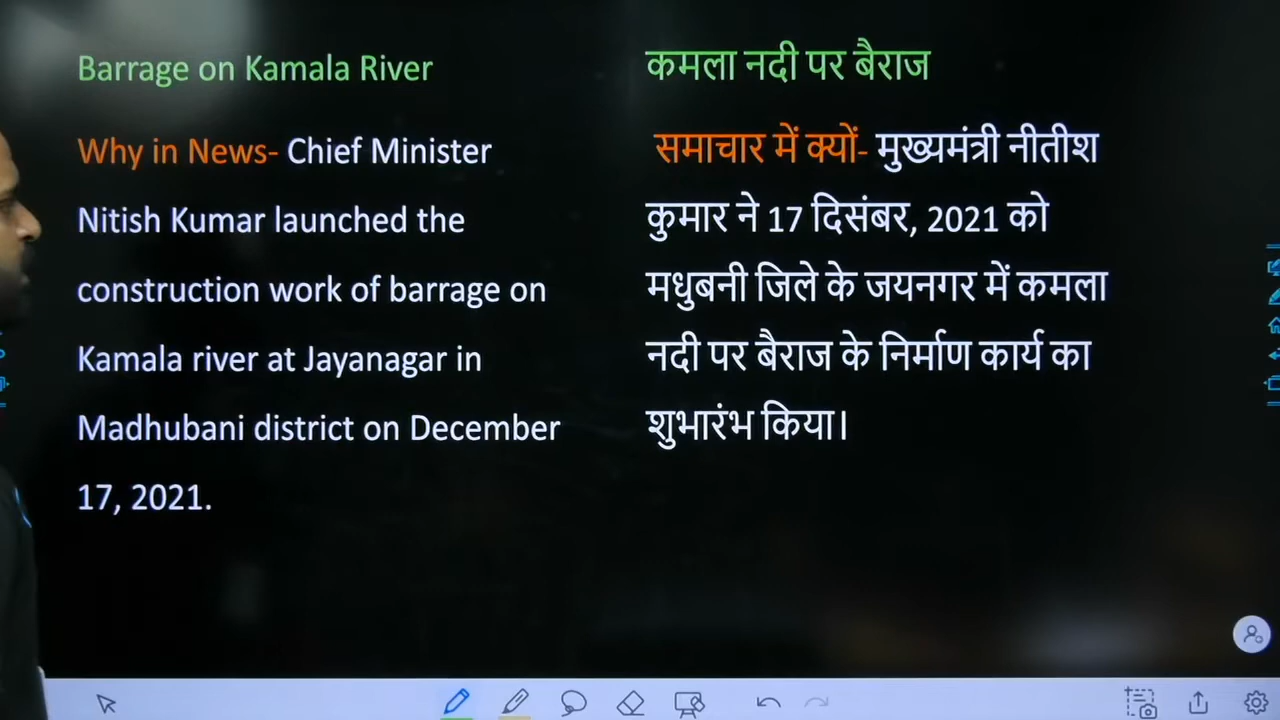 Barrage on Kamala River
Why in News- Chief Minister
Nitish Kumar launched the
construction work of barrage on
Kamala river at Jayanagar in
Madhubani district on December
17, 2021.
कमला नदी पर बैराज
समाचार में क्यों- मुख्यमंत्री नीतीश
कुमार ने 17 दिसंबर, 2021 को
मधुबनी जिले के जयनगर में कमला
नदी पर बैराज के निर्माण कार्य का
शुभारंभ किया।